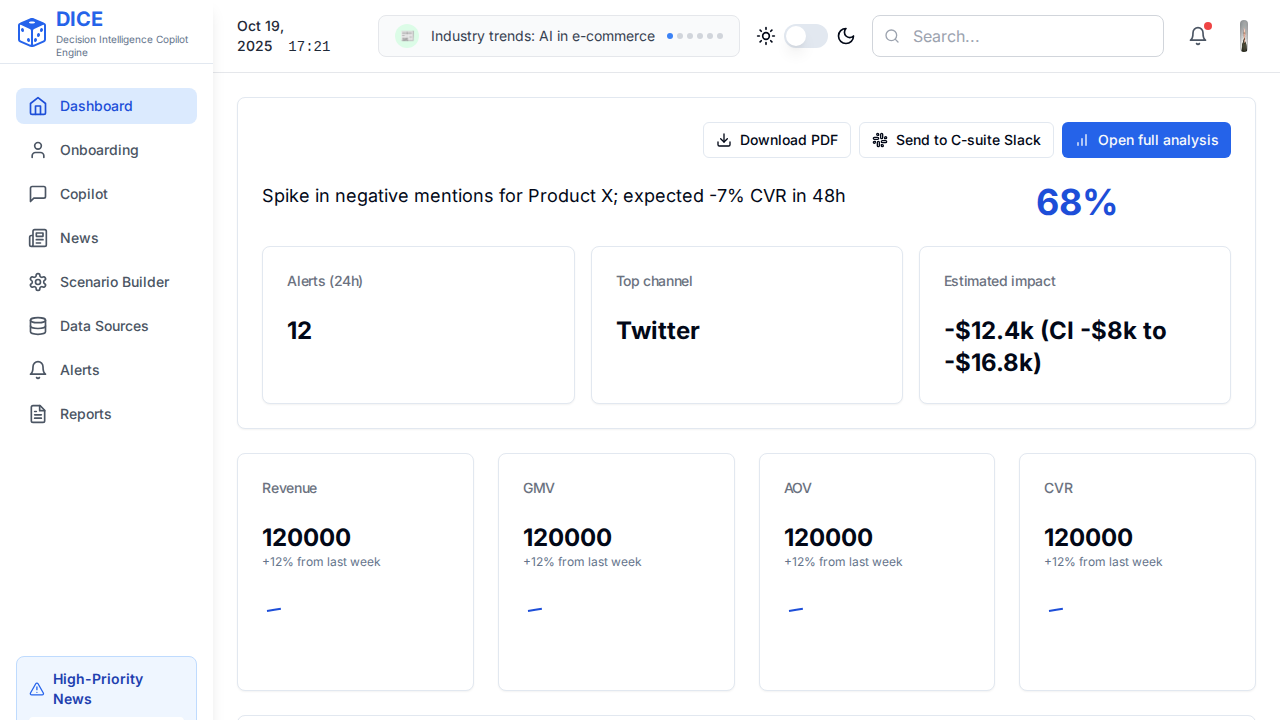 DICE
Decision Intelligence Copilot
Engine
Oct 19,
2025 17:21
Industry trends: AI in e-commerce
Search...
Dashboard
Onboarding
Copilot
News
Scenario Builder
Data Sources
Alerts
Reports
High-Priority
News
Download PDF
Send to C-suite Slack
Open full analysis
Spike in negative mentions for Product X; expected -7% CVR in 48h
68%
Alerts (24h)
12
Top channel
Twitter
Estimated impact
-$12.4k (CI -$8k to
-$16.8k)
Revenue
120000
+12% from last week
GMV
120000
+12% from last week
AOV
120000
+12% from last week
CVR
120000
+12% from last week